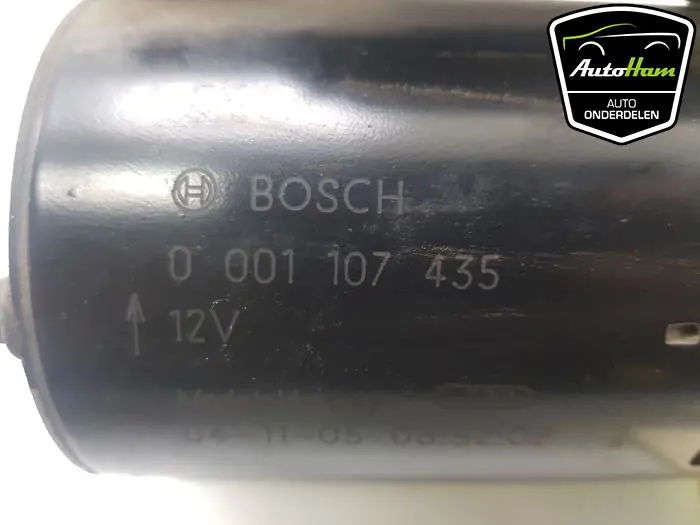 AutoHam
AUTO
ONDERDELEN
BOSCH
0 001 107 435
12V